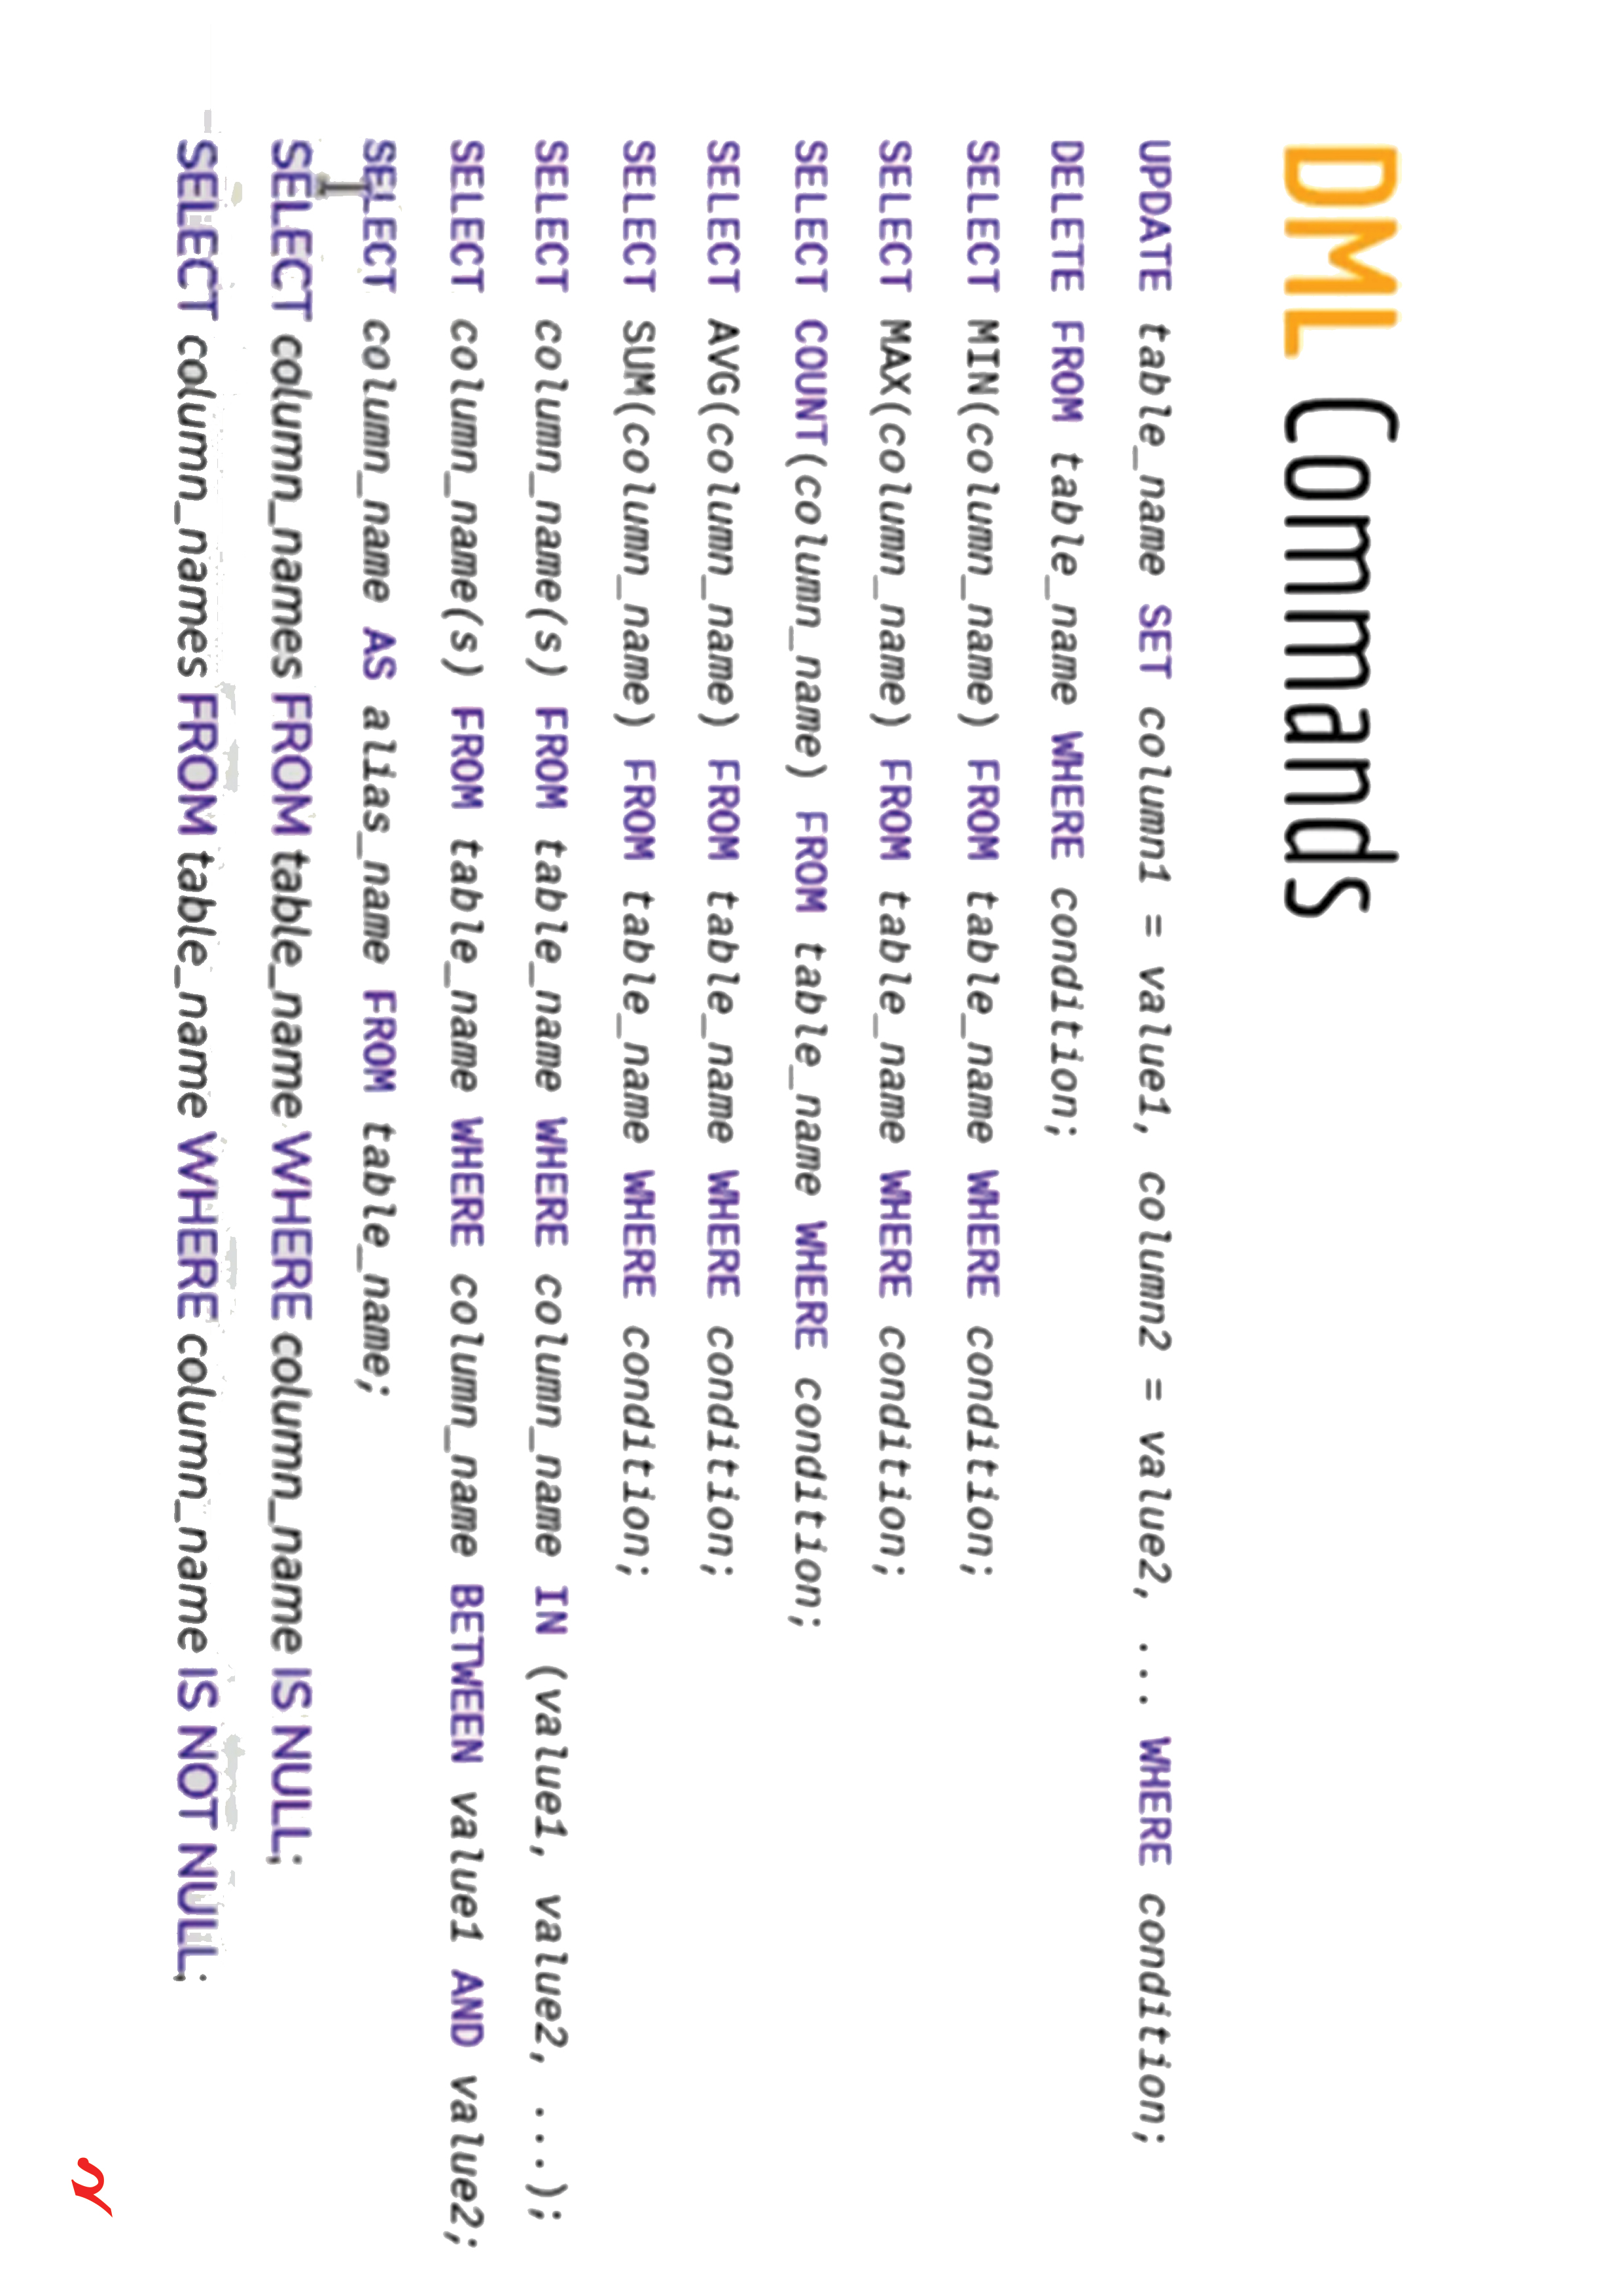 DML Commands
UPDATE table_name SET column1 = value1, column2 = value2, ... WHERE condition;
DELETE FROM table_name WHERE condition;
SELECT MIN(column_name) FROM table_name WHERE condition;
SELECT MAX(column_name) FROM table_name WHERE condition;
SELECT COUNT(column_name) FROM table_name WHERE condition;
SELECT AVG(column_name) FROM table_name WHERE condition;
SELECT SUM(column_name) FROM table_name WHERE condition;
SELECT column_name(s) FROM table_name WHERE column_name IN (value1, value2, ...);
SELECT column_name(s) FROM table_name WHERE column_name BETWEEN value1 AND value2;
SELECT column_name AS alias_name FROM table_name;
SELECT column_names FROM table_name WHERE column_name IS NULL;
SELECT column_names FROM table_name WHERE column_name IS NOT NULL;